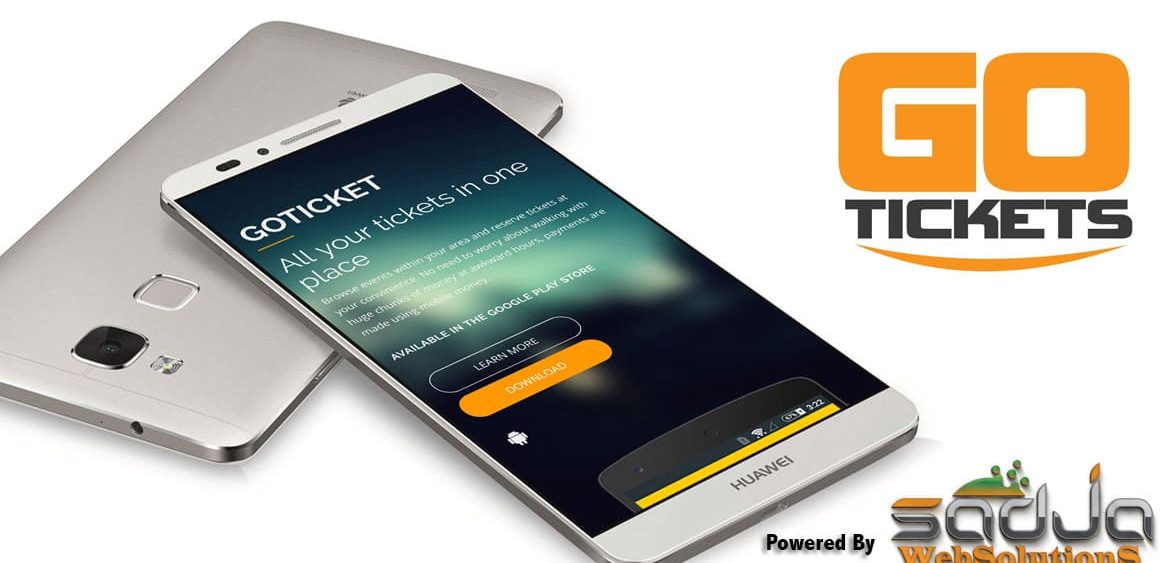 GO
TICKETS
GOTICKET
All your tickets in one
place
Browse events within your area and reserve tickets at
your convenience. No need to worry about walking with
huge chunks of money at awkward hours, payments are
made using mobile money.
AVAILABLE IN THE GOOGLE PLAY STORE
LEARN MORE
DOWNLOAD
67% 3:22
HUAWEI
Powered By
sadja
WebSolutionS